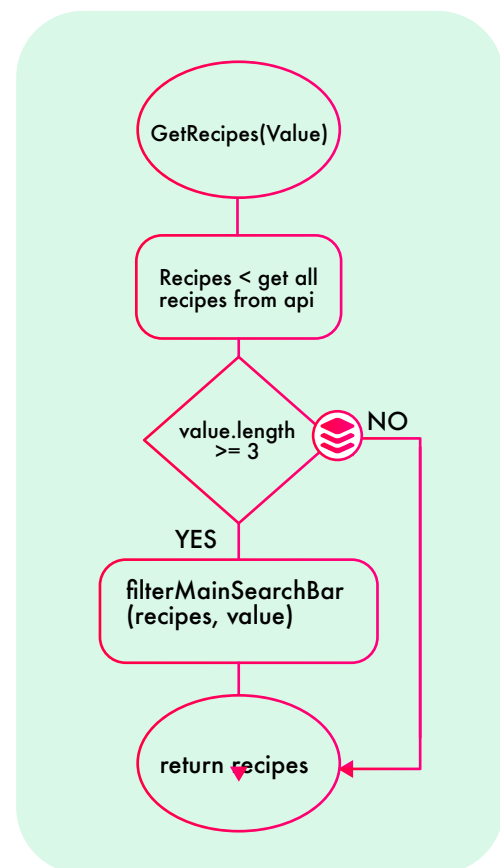 GetRecipes(Value)
Recipes < get all
recipes from api
value.length
>= 3
NO
YES
filterMainSearchBar
(recipes, value)
return recipes